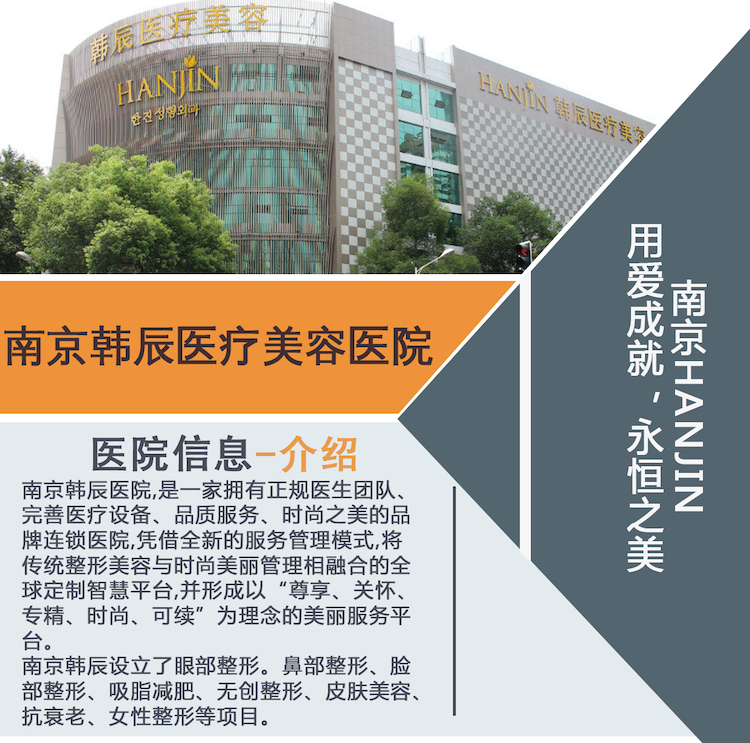 韩辰医疗美容
HANJIN
한진성형외과
HANJIN 韩辰医疗美容
南京韩辰医疗美容医院
南京HANJIN
用爱成就，永恒之美
医院信息-介绍
南京韩辰医院,是一家拥有正规医生团队、
完善医疗设备、品质服务、时尚之美的品
牌连锁医院,凭借全新的服务管理模式,将
传统整形美容与时尚美丽管理相融合的全
球定制智慧平台,并形成以“尊享、关怀、
专精、时尚、可续”为理念的美丽服务平
台。
南京韩辰设立了眼部整形。鼻部整形、脸
部整形、吸脂减肥、无创整形、皮肤美容、
抗衰老、女性整形等项目。